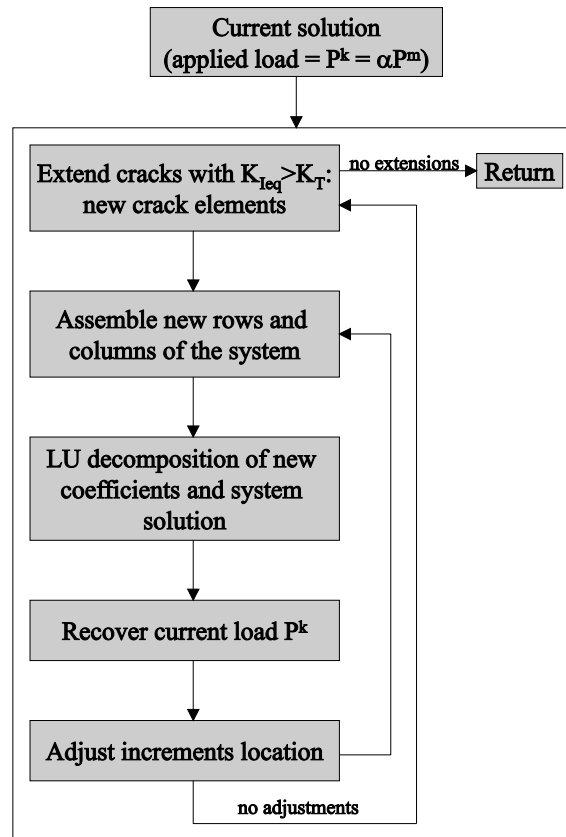 Current solution
(applied load = Pᵏ = αPᵐ)
Extend cracks with K_Ieq>K_T:
new crack elements
no extensions
Return
Assemble new rows and
columns of the system
LU decomposition of new
coefficients and system
solution
Recover current load Pᵏ
Adjust increments location
no adjustments